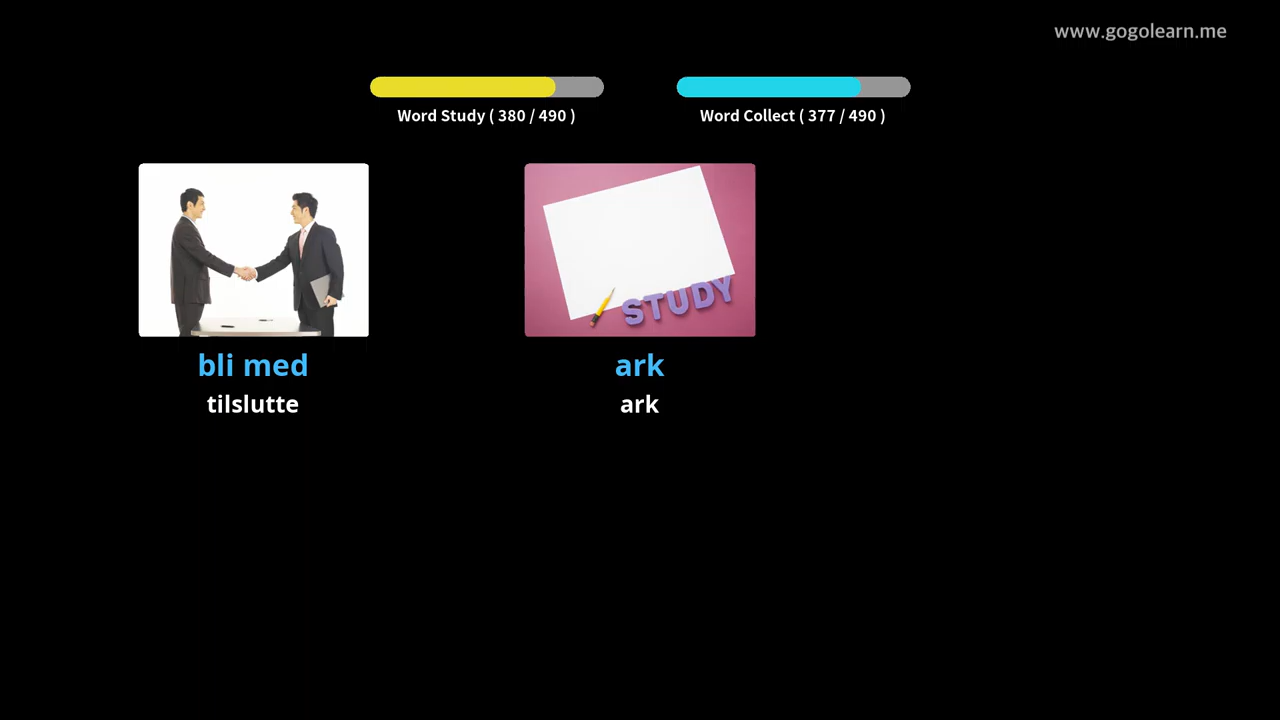 www.gogolearn.me
Word Study ( 380 / 490 )
Word Collect ( 377 / 490 )
STUDY
bli med
ark
tilslutte
ark